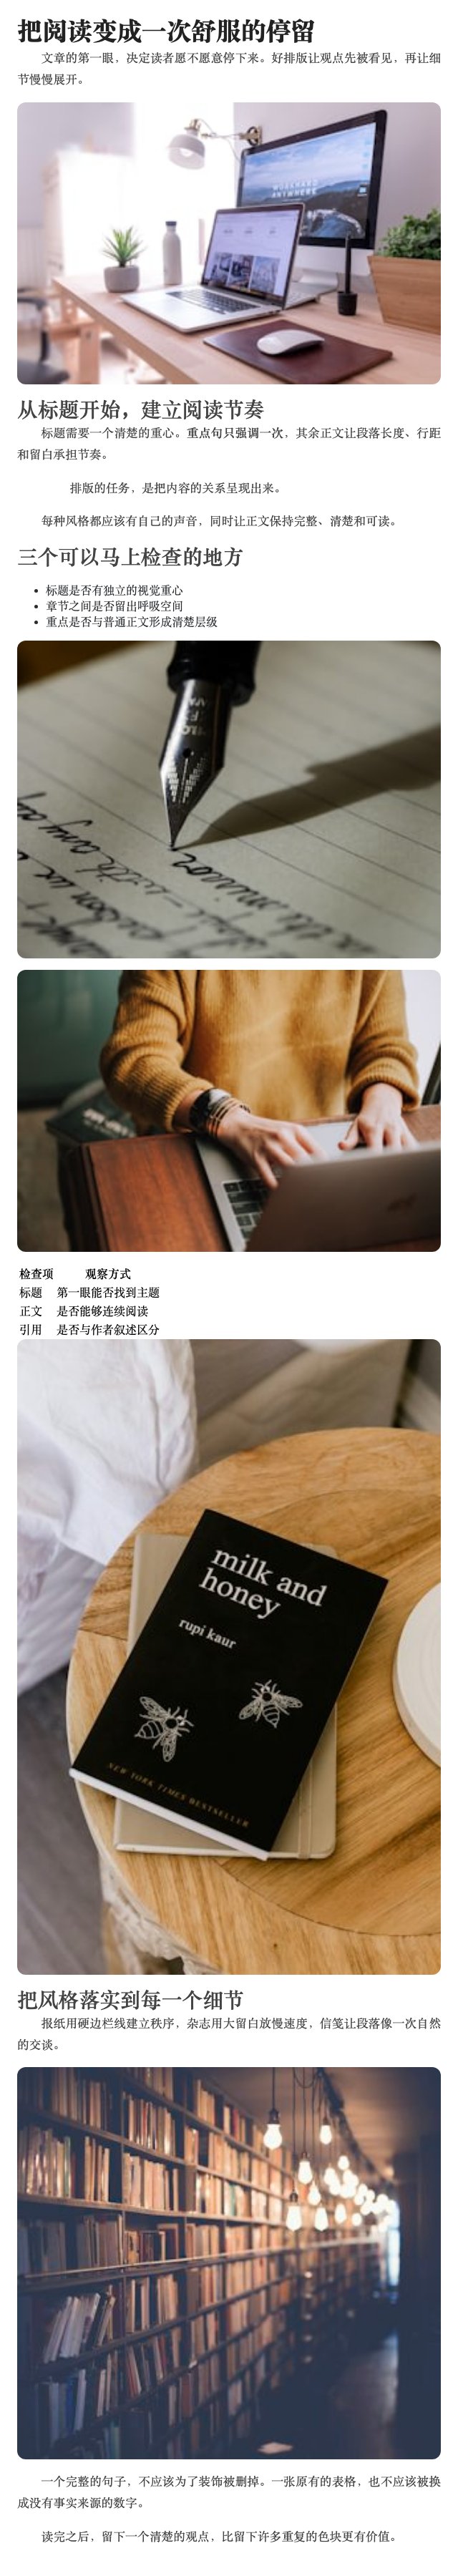 把阅读变成一次舒服的停留
文章的第一眼，决定读者愿不愿意停下来。好排版让观点先被看见，再让细
节慢慢展开。
WORKHARD
ANYWHERE
从标题开始，建立阅读节奏
标题需要一个清楚的重心。重点句只强调一次，其余正文让段落长度、行距
和留白承担节奏。
排版的任务，是把内容的关系呈现出来。
每种风格都应该有自己的声音，同时让正文保持完整、清楚和可读。
三个可以马上检查的地方
• 标题是否有独立的视觉重心
• 章节之间是否留出呼吸空间
• 重点是否与普通正文形成清楚层级
检查项 观察方式
标题 第一眼能否找到主题
正文 是否能够连续阅读
引用 是否与作者叙述区分
milk and
honey
rupi kaur
NEW YORK TIMES BESTSELLER
把风格落实到每一个细节
报纸用硬边栏线建立秩序，杂志用大留白放慢速度，信笺让段落像一次自然
的交谈。
一个完整的句子，不应该为了装饰被删掉。一张原有的表格，也不应该被换
成没有事实来源的数字。
读完之后，留下一个清楚的观点，比留下许多重复的色块更有价值。